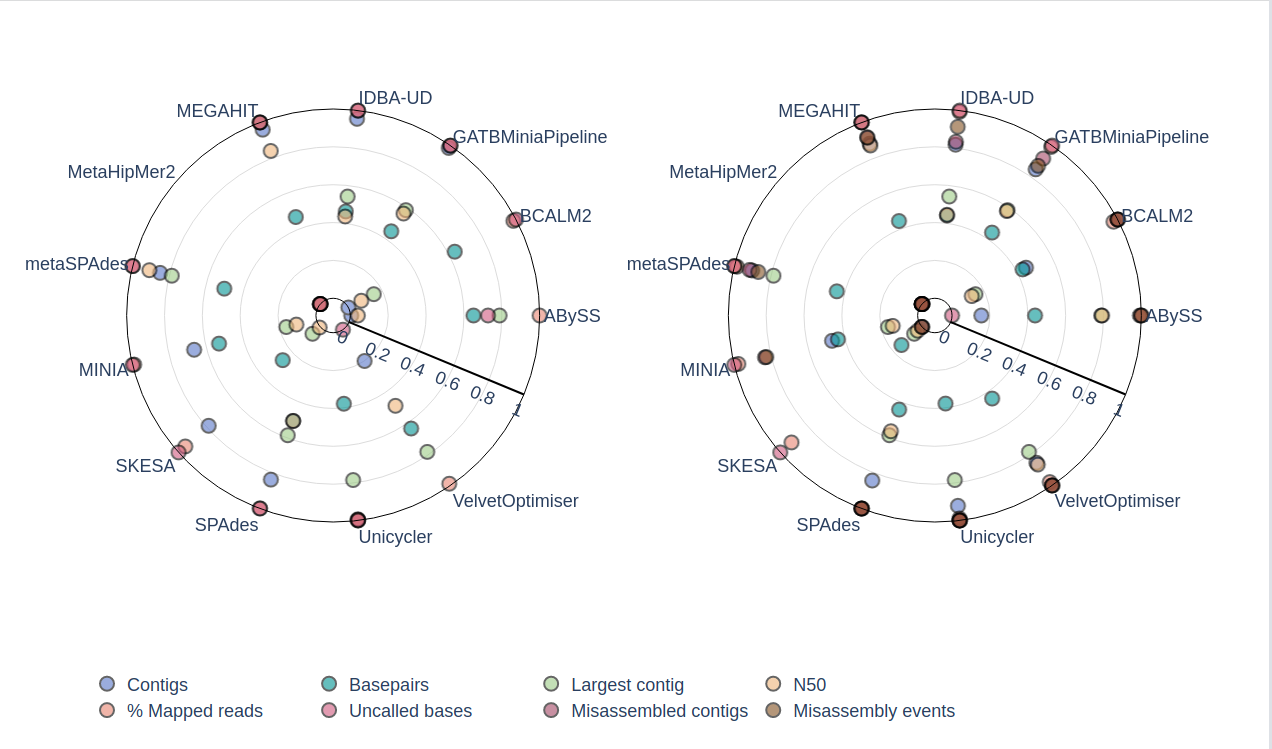 IDBA-UD
MEGAHIT
GATBMiniaPipeline
MetaHipMer2
BCALM2
metaSPAdes
ABySS
0
0.2
0.4
0.6
0.8
1
MINIA
SKESA
VelvetOptimiser
SPAdes
Unicycler
IDBA-UD
MEGAHIT
GATBMiniaPipeline
MetaHipMer2
BCALM2
metaSPAdes
ABySS
0
0.2
0.4
0.6
0.8
1
MINIA
SKESA
VelvetOptimiser
SPAdes
Unicycler
Contigs Basepairs Largest contig N50
% Mapped reads Uncalled bases Misassembled contigs Misassembly events